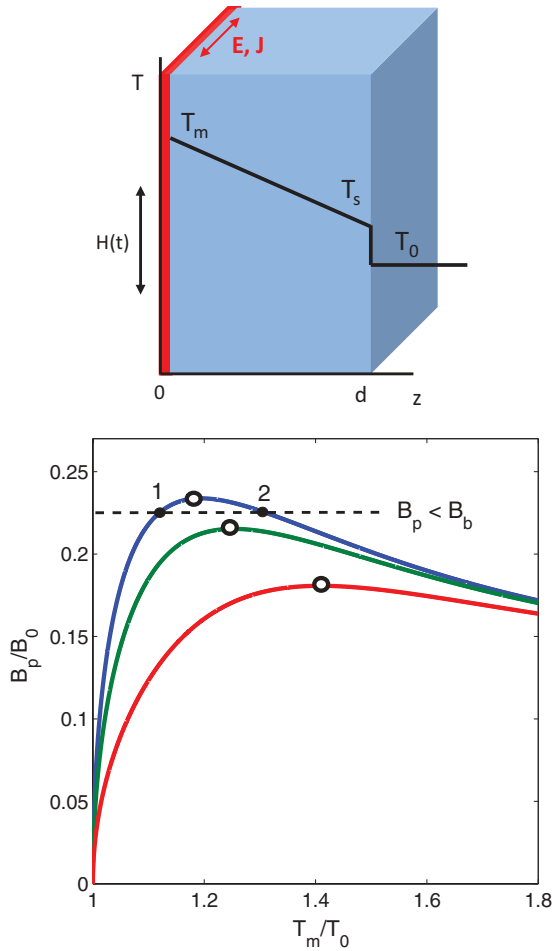 E, J
T
T_m
T_s
H(t)
T_0
0
d
z
0.25
1
2
B_p < B_b
0.2
0.15
B_p/B_0
0.1
0.05
0
1
1.2
1.4
1.6
1.8
T_m/T_0